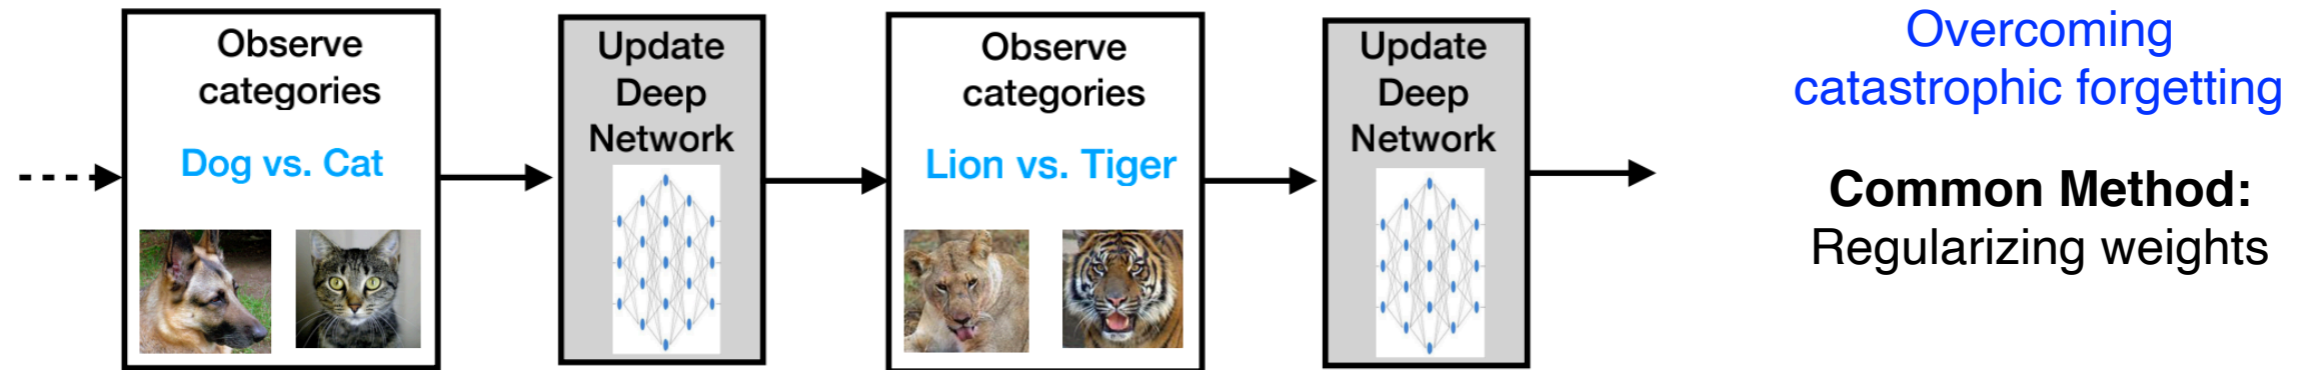 Observe
categories
Dog vs. Cat
Update
Deep
Network
Observe
categories
Lion vs. Tiger
Update
Deep
Network
Overcoming
catastrophic forgetting
Common Method:
Regularizing weights